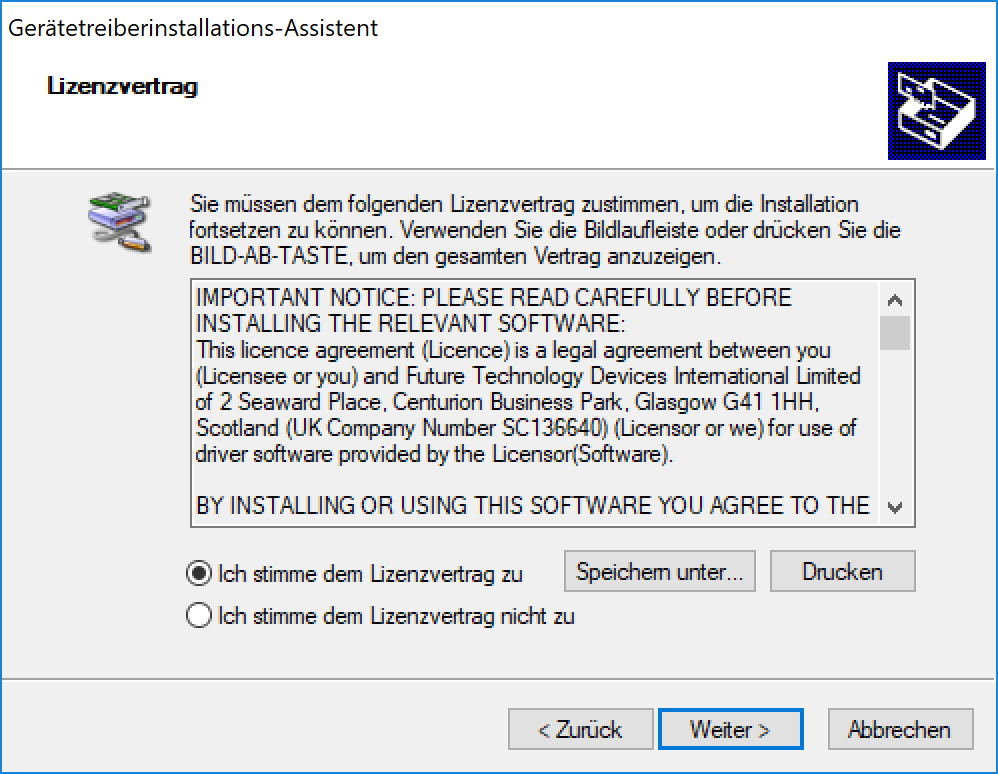 Gerätetreiberinstallations-Assistent
Lizenzvertrag
Sie müssen dem folgenden Lizenzvertrag zustimmen, um die Installation
fortsetzen zu können. Verwenden Sie die Bildlaufleiste oder drücken Sie die
BILD-AB-TASTE, um den gesamten Vertrag anzuzeigen.
IMPORTANT NOTICE: PLEASE READ CAREFULLY BEFORE
INSTALLING THE RELEVANT SOFTWARE:
This licence agreement (Licence) is a legal agreement between you
(Licensee or you) and Future Technology Devices International Limited
of 2 Seaward Place, Centurion Business Park, Glasgow G41 1HH,
Scotland (UK Company Number SC136640) (Licensor or we) for use of
driver software provided by the Licensor(Software).
BY INSTALLING OR USING THIS SOFTWARE YOU AGREE TO THE
Ich stimme dem Lizenzvertrag zu
Speichern unter...
Drucken
Ich stimme dem Lizenzvertrag nicht zu
< Zurück
Weiter >
Abbrechen